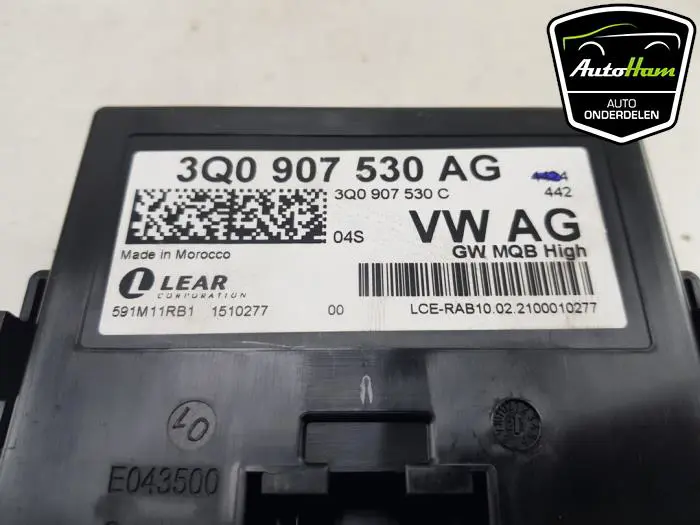 AutoHam
AUTO
ONDERDELEN
3Q0 907 530 AG
3Q0 907 530 C
442
04S
VW AG
GW MQB High
Made in Morocco
LEAR
CORPORATION
591M11RB1 1510277 00
LCE-RAB10.02.2100010277
01
E043500